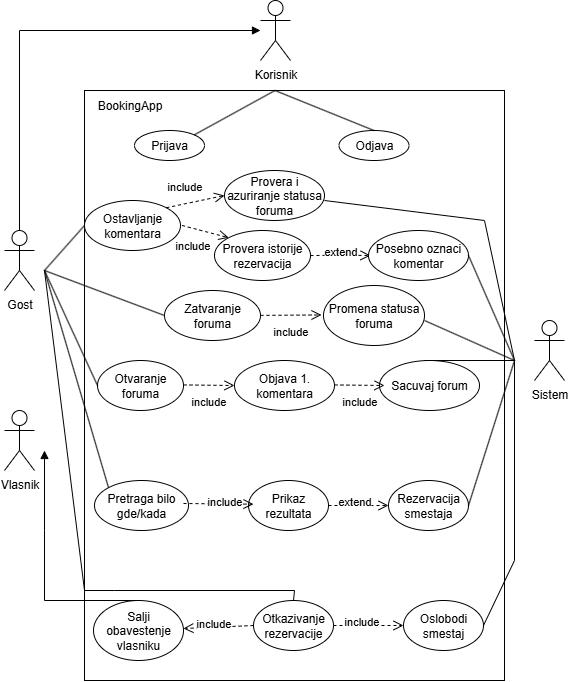 Korisnik
BookingApp
Prijava
Odjava
Provera i
azuriranje statusa
foruma
include
Ostavljanje
komentara
include
Provera istorije
rezervacija
extend
Posebno oznaci
komentar
Gost
Zatvaranje
foruma
include
Promena statusa
foruma
Otvaranje
foruma
include
Objava 1.
komentara
include
Sacuvaj forum
Sistem
Vlasnik
Pretraga bilo
gde/kada
include
Prikaz
rezultata
extend
Rezervacija
smestaja
Salji
obavestenje
vlasniku
include
Otkazivanje
rezervacije
include
Oslobodi
smestaj